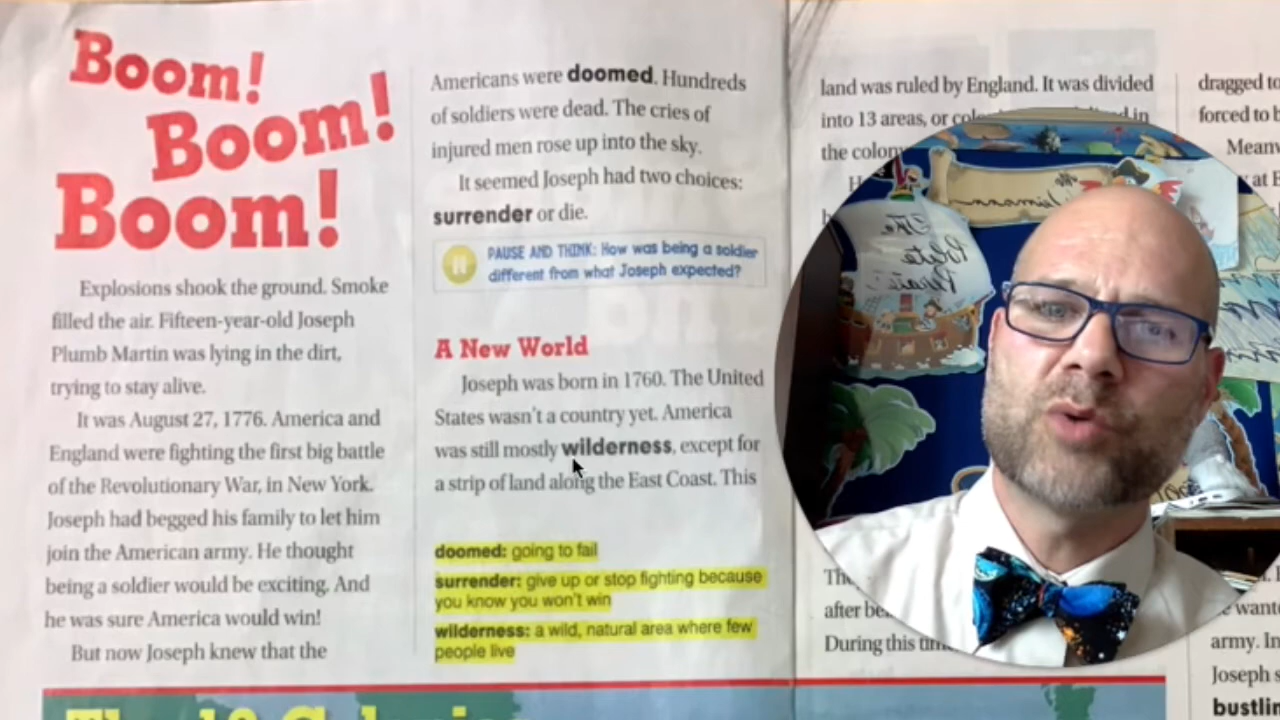 Boom!
Boom!
Boom!
Explosions shook the ground. Smoke
filled the air. Fifteen-year-old Joseph
Plumb Martin was lying in the dirt,
trying to stay alive.
It was August 27, 1776. America and
England were fighting the first big battle
of the Revolutionary War, in New York.
Joseph had begged his family to let him
join the American army. He thought
being a soldier would be exciting. And
he was sure America would win!
But now Joseph knew that the
Americans were doomed. Hundreds
of soldiers were dead. The cries of
injured men rose up into the sky.
It seemed Joseph had two choices:
surrender or die.
PAUSE AND THINK: How was being a soldier
different from what Joseph expected?
A New World
Joseph was born in 1760. The United
States wasn't a country yet. America
was still mostly wilderness, except for
a strip of land along the East Coast. This
doomed: going to fail
surrender: give up or stop fighting because
you know you won't win
wilderness: a wild, natural area where few
people live
land was ruled by England. It was divided
into 13 areas, or
in
the
after
During this
dragged to
forced to
at
army. In
Joseph
The 13 Colonies
The
Pirate